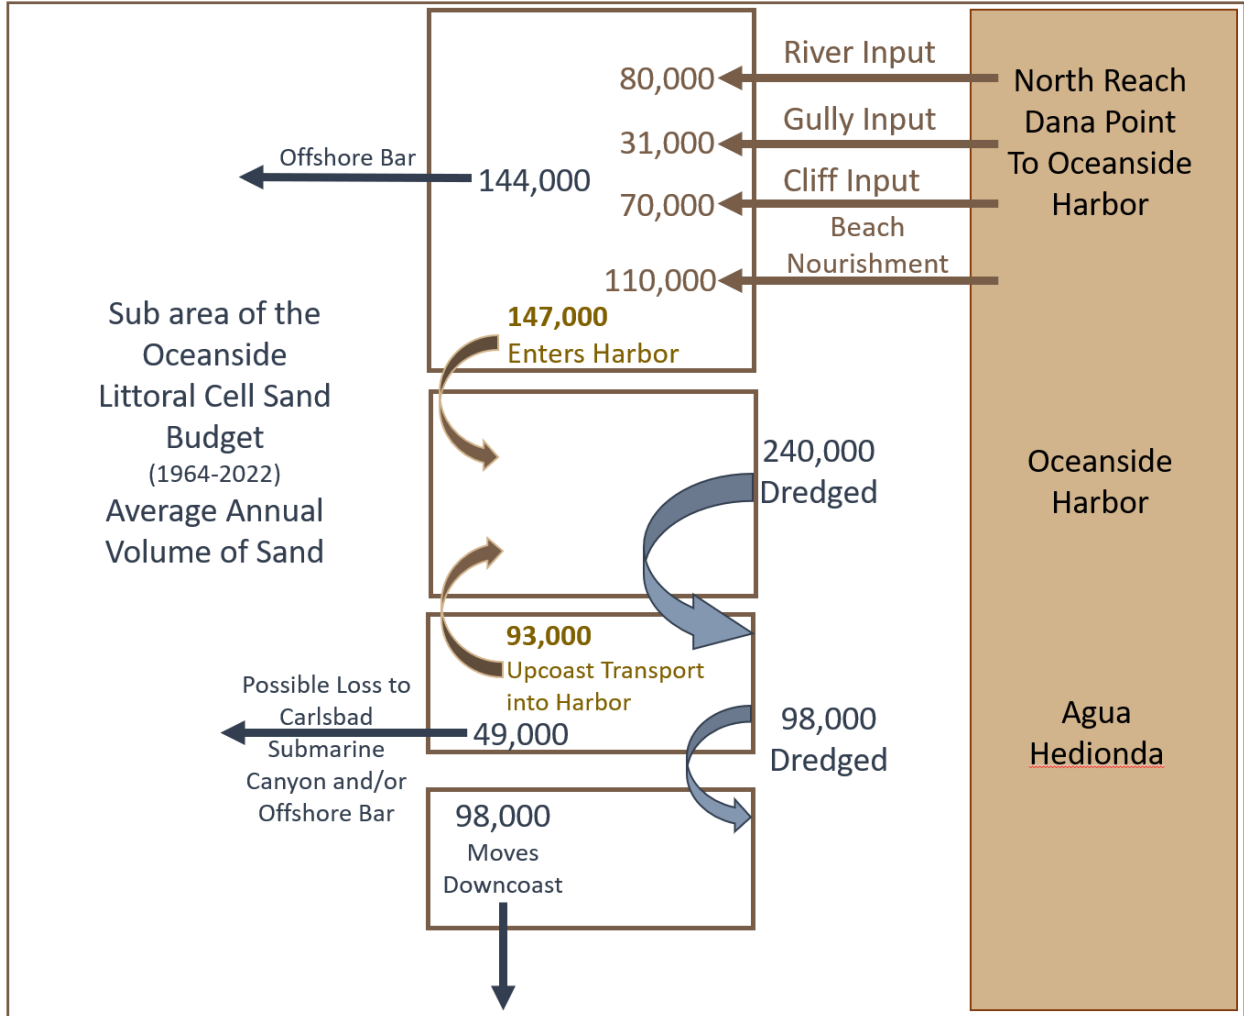 River Input
80,000
Gully Input
31,000
Cliff Input
70,000
Beach
Nourishment
110,000
North Reach
Dana Point
To Oceanside
Harbor
Offshore Bar
144,000
147,000
Enters Harbor
Sub area of the
Oceanside
Littoral Cell Sand
Budget
(1964-2022)
Average Annual
Volume of Sand
240,000
Dredged
Oceanside
Harbor
93,000
Upcoast Transport
into Harbor
Possible Loss to
Carlsbad
Submarine
Canyon and/or
Offshore Bar
49,000
98,000
Dredged
Agua
Hedionda
98,000
Moves
Downcoast